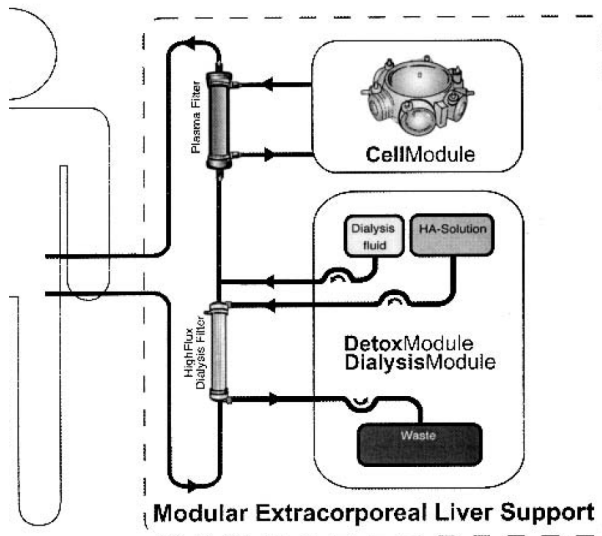 Plasma Filter
CellModule
Dialysis
fluid
HA-Solution
HighFlux
Dialysis Filter
DetoxModule
DialysisModule
Waste
Modular Extracorporeal Liver Support